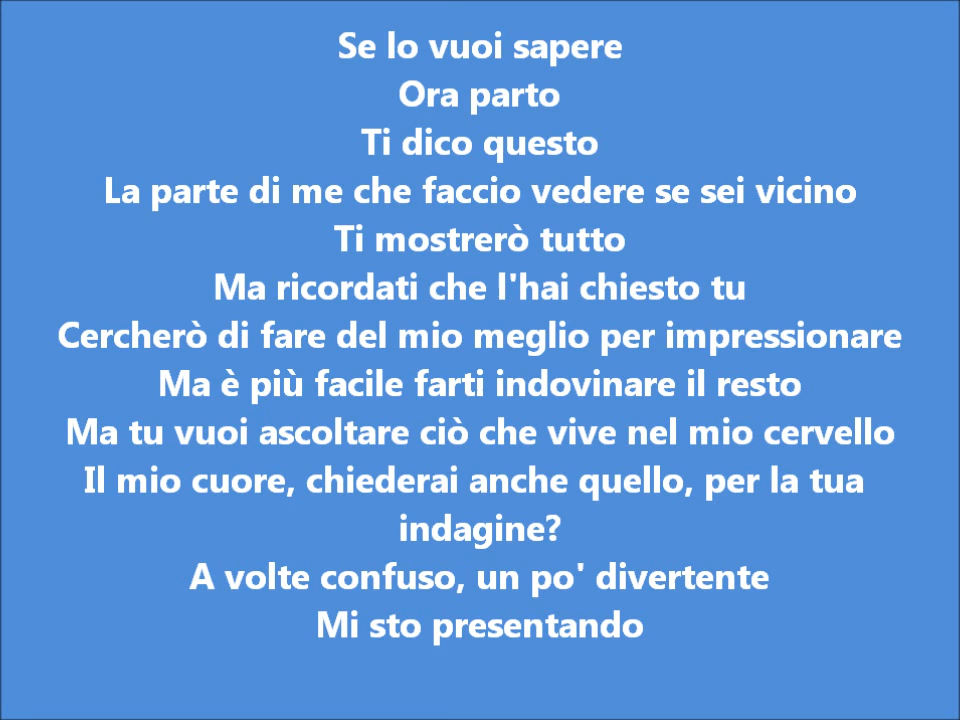 Se lo vuoi sapere
Ora parto
Ti dico questo
La parte di me che faccio vedere se sei vicino
Ti mostrerò tutto
Ma ricordati che l'hai chiesto tu
Cercherò di fare del mio meglio per impressionare
Ma è più facile farti indovinare il resto
Ma tu vuoi ascoltare ciò che vive nel mio cervello
Il mio cuore, chiederai anche quello, per la tua
indagine?
A volte confuso, un po' divertente
Mi sto presentando